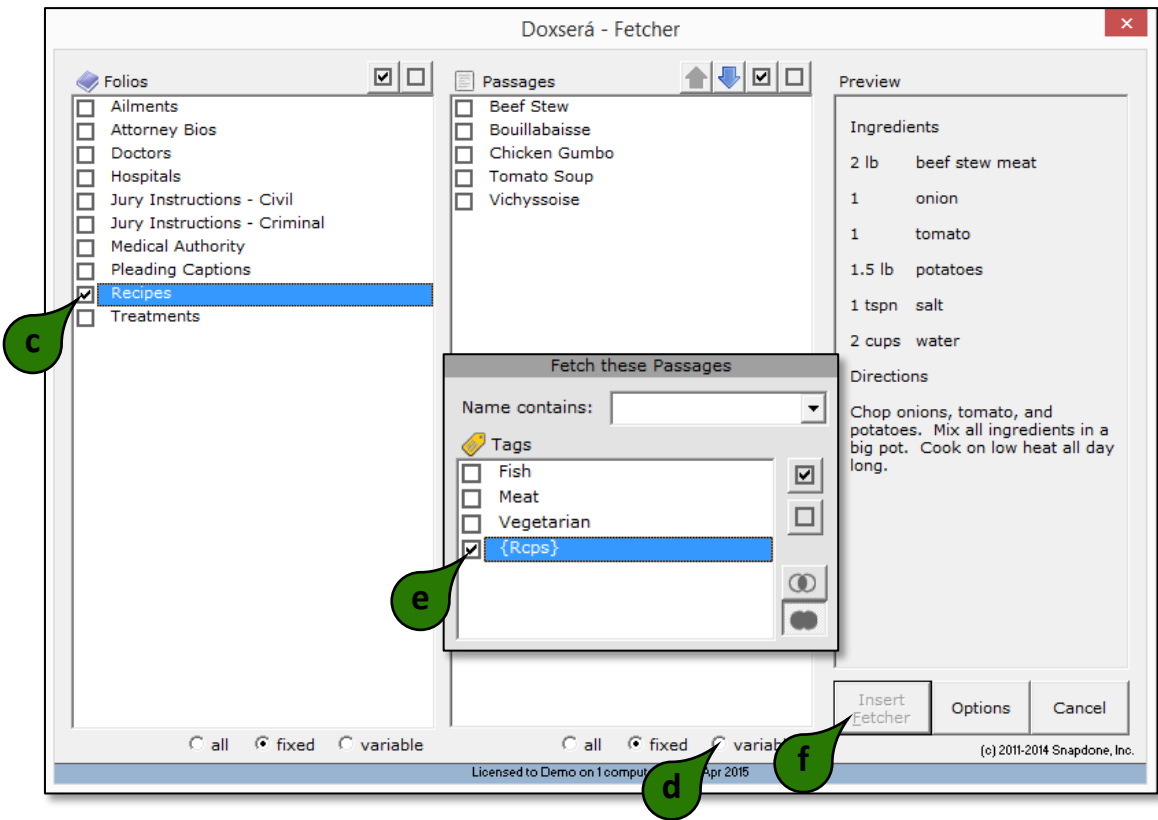 Doxserá - Fetcher
Folios
Ailments
Attorney Bios
Doctors
Hospitals
Jury Instructions - Civil
Jury Instructions - Criminal
Medical Authority
Pleading Captions
Recipes
Treatments
all fixed variable
Passages
Beef Stew
Bouillabaisse
Chicken Gumbo
Tomato Soup
Vichyssoise
Fetch these Passages
Name contains:
Tags
Fish
Meat
Vegetarian
{Rcps}
all fixed variab
Preview
Ingredients
2 lb beef stew meat
1 onion
1 tomato
1.5 lb potatoes
1 tspn salt
2 cups water
Directions
Chop onions, tomato, and
potatoes. Mix all ingredients in a
big pot. Cook on low heat all day
long.
Insert
Fetcher
Options
Cancel
(c) 2011-2014 Snapdone, Inc.
Licensed to Demo on 1 comput Apr 2015
c
e
d
f